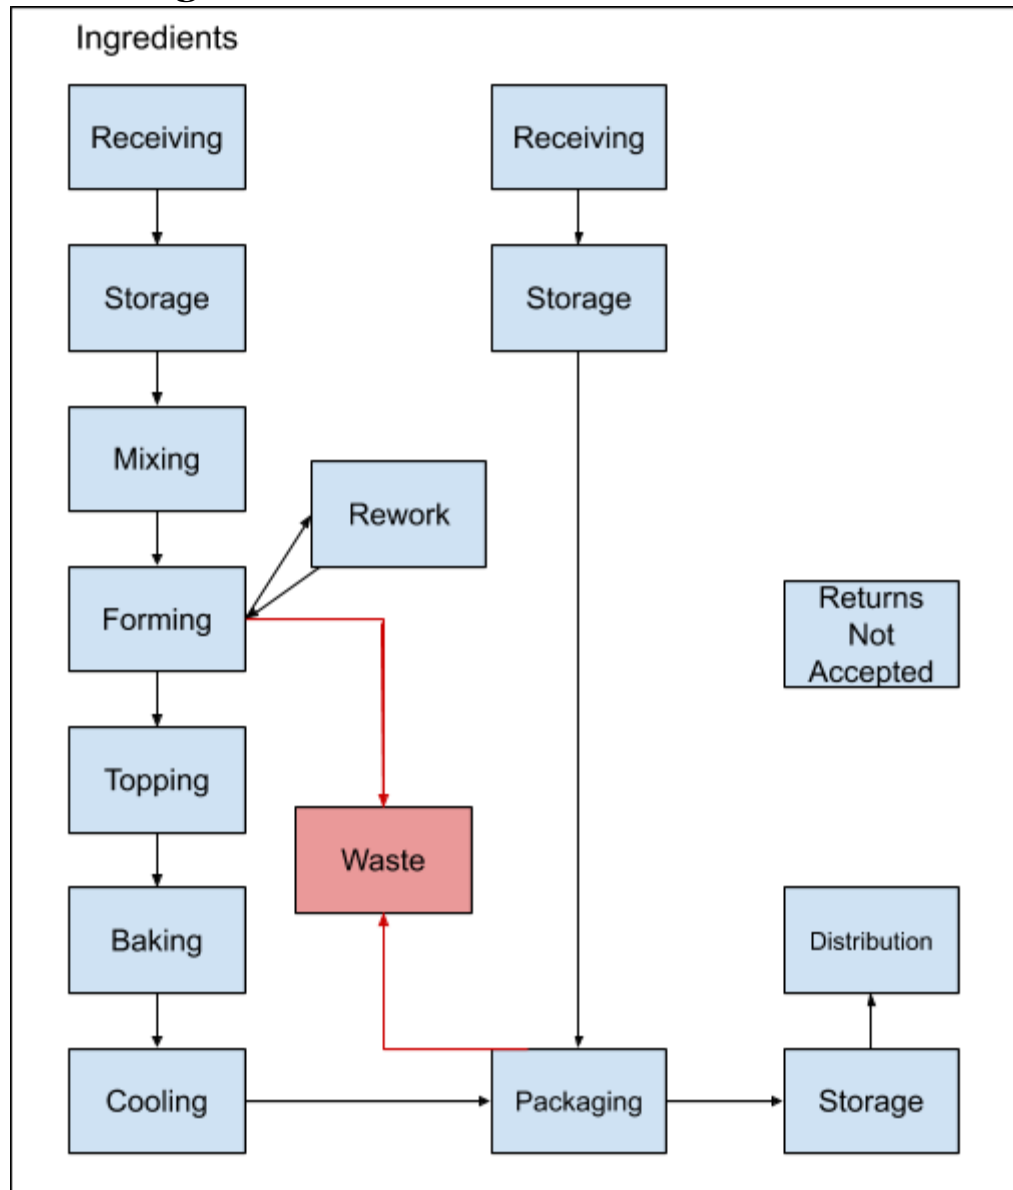 Ingredients
Receiving
Receiving
Storage
Storage
Mixing
Rework
Forming
Returns
Not
Accepted
Topping
Waste
Baking
Distribution
Cooling
Packaging
Storage